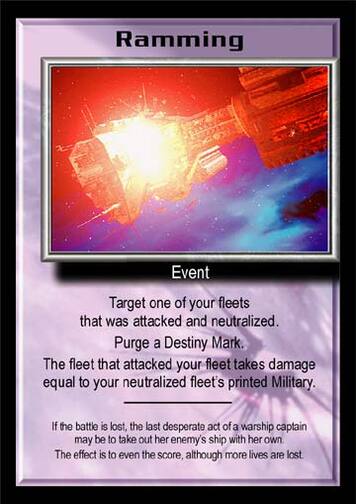 Ramming
Event
Target one of your fleets
that was attacked and neutralized.
Purge a Destiny Mark.
The fleet that attacked your fleet takes damage
equal to your neutralized fleet's printed Military.
If the battle is lost, the last desperate act of a warship captain
may be to take out her enemy's ship with her own.
The effect is to even the score, although more lives are lost.